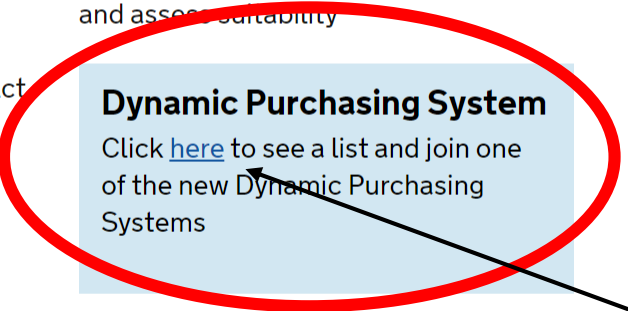 and assess suitability
ct
Dynamic Purchasing System
Click here to see a list and join one
of the new Dynamic Purchasing
Systems